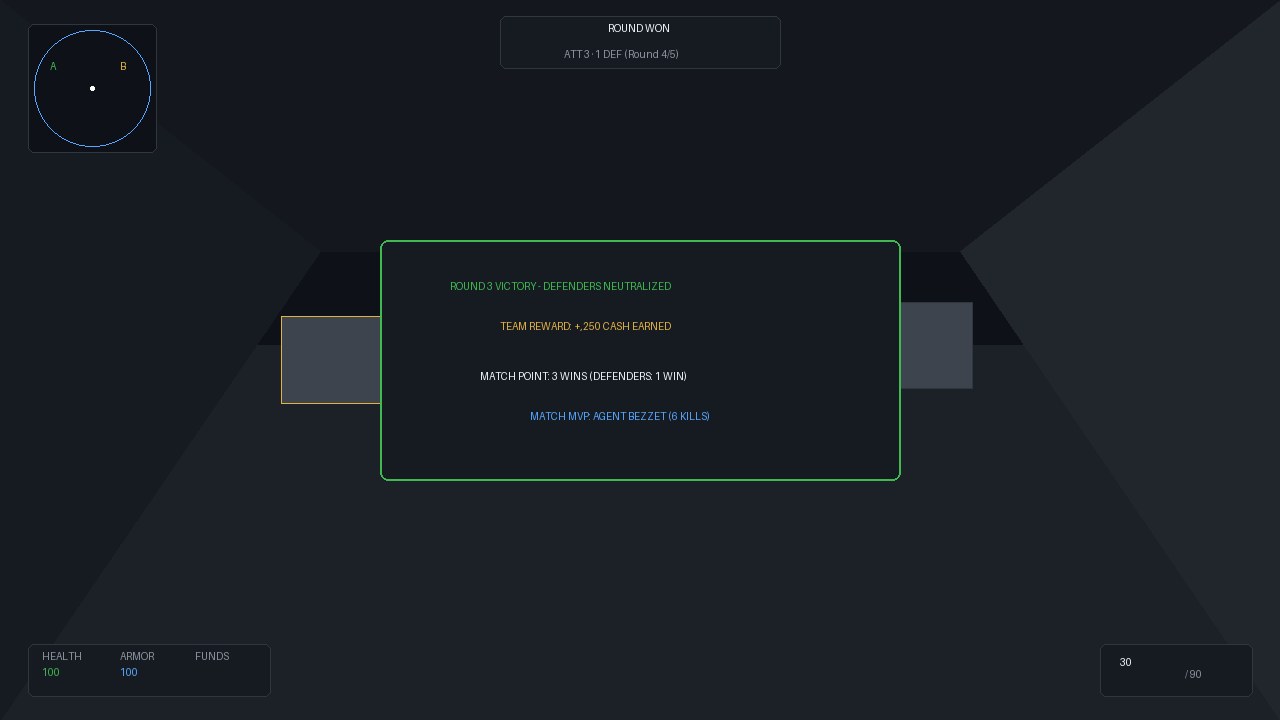 ROUND WON
ATT 3 · 1 DEF (Round 4/5)
A B
ROUND 3 VICTORY - DEFENDERS NEUTRALIZED
TEAM REWARD: +,250 CASH EARNED
MATCH POINT: 3 WINS (DEFENDERS: 1 WIN)
MATCH MVP: AGENT BEZZET (6 KILLS)
HEALTH ARMOR FUNDS
100 100
30
/ 90